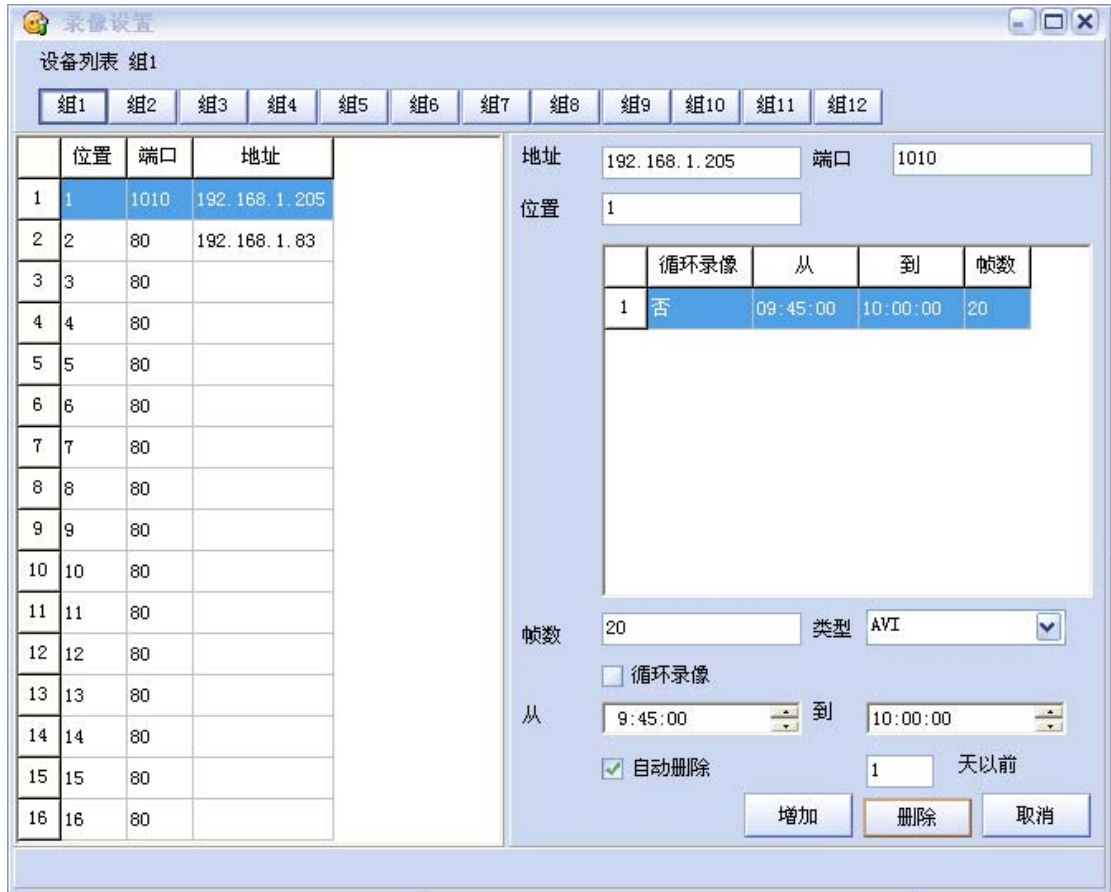 录像设置
设备列表 组1
组1 组2 组3 组4 组5 组6 组7 组8 组9 组10 组11 组12
位置 端口 地址
1 1 1010 192.168.1.205
2 2 80 192.168.1.83
3 3 80
4 4 80
5 5 80
6 6 80
7 7 80
8 8 80
9 9 80
10 10 80
11 11 80
12 12 80
13 13 80
14 14 80
15 15 80
16 16 80
地址 192.168.1.205 端口 1010
位置 1
循环录像 从 到 帧数
1 否 09:45:00 10:00:00 20
帧数 20 类型 AVI
循环录像
从 9:45:00 到 10:00:00
自动删除 1 天以前
增加 删除 取消